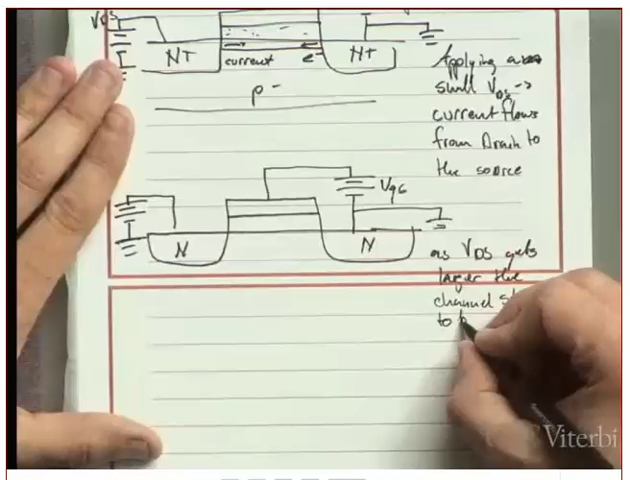 VDS
N+
N+
current
e-
p-
Applying a
small VDS →
current flows
from Drain to
the source
VGS
N
N
as VDS gets
larger the
channel
to
Viterbi